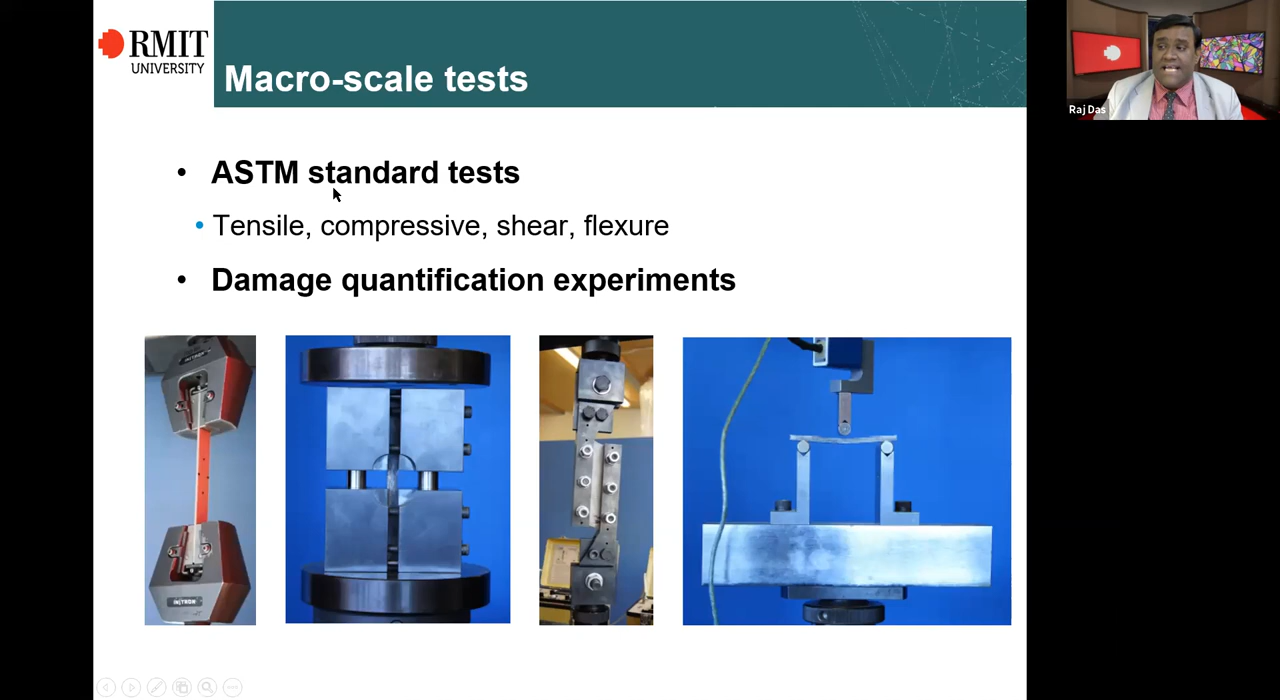 RMIT
UNIVERSITY
Macro-scale tests
Raj Das
• ASTM standard tests
• Tensile, compressive, shear, flexure
• Damage quantification experiments
INSTRON